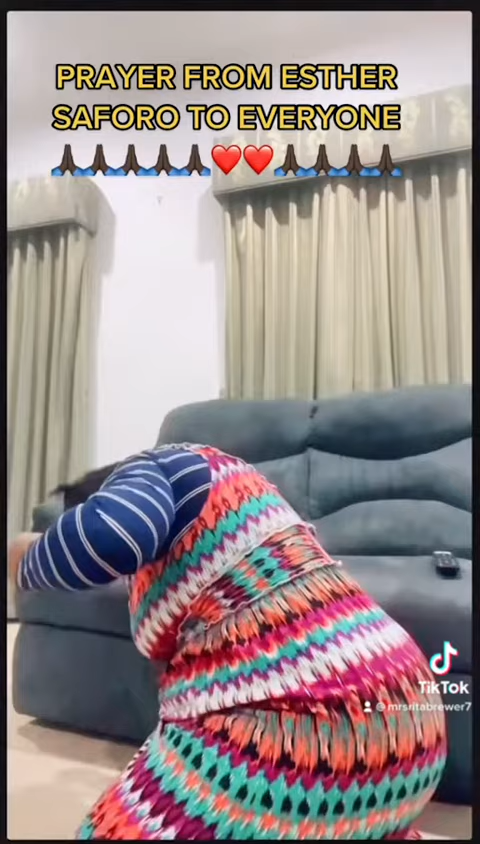 PRAYER FROM ESTHER
SAFORO TO EVERYONE
🙏🏿🙏🏿🙏🏿🙏🏿🙏🏿❤️❤️🙏🏿🙏🏿🙏🏿🙏🏿
TikTok
@mrsritabrewer7